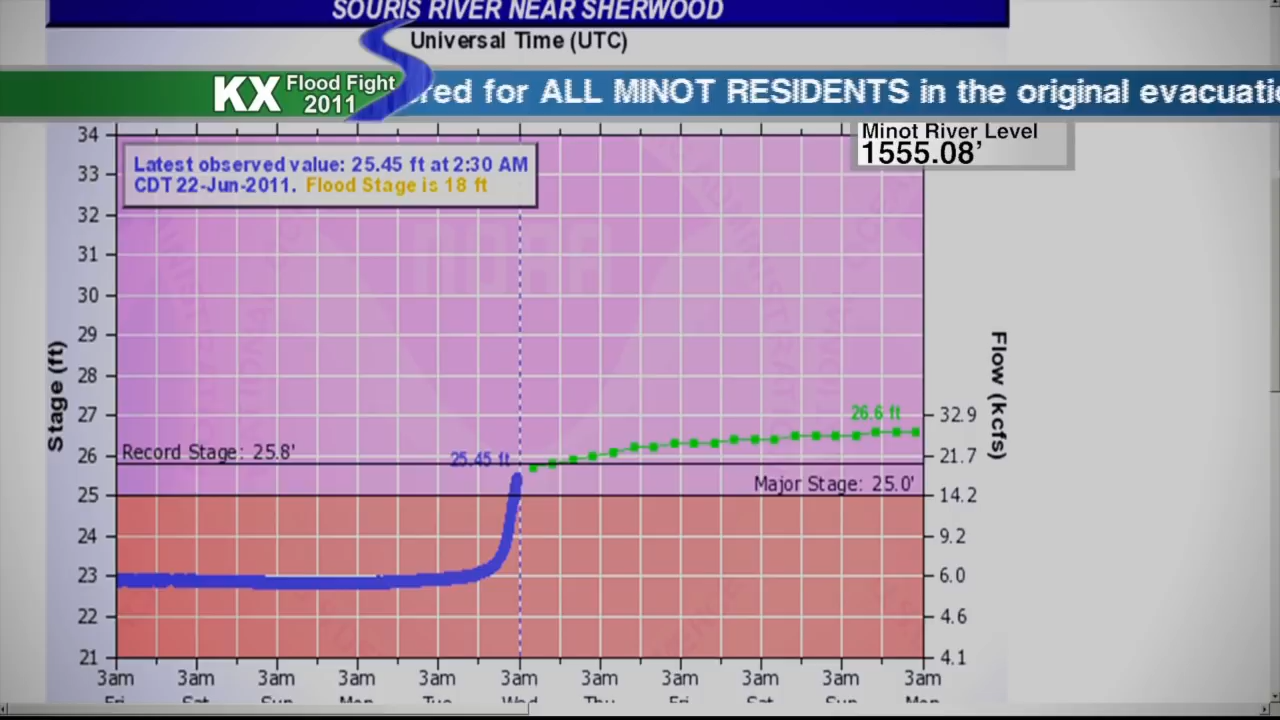 SOURIS RIVER NEAR SHERWOOD
Universal Time (UTC)
KX Flood Fight 2011
red for ALL MINOT RESIDENTS in the original evacuati
Minot River Level
1555.08'
Latest observed value: 25.45 ft at 2:30 AM
CDT 22-Jun-2011. Flood Stage is 18 ft
NOAA
Stage (ft)
34
33
32
31
30
29
28
27
26
25
24
23
22
21
Record Stage: 25.8'
25.45 ft
26.6 ft
Major Stage: 25.0'
Flow (kcfs)
32.9
21.7
14.2
9.2
6.0
4.6
4.1
3am 3am 3am 3am 3am 3am 3am 3am 3am 3am 3am
Fri Sat Sun Mon Tue Wed Thu Fri Sat Sun Mon